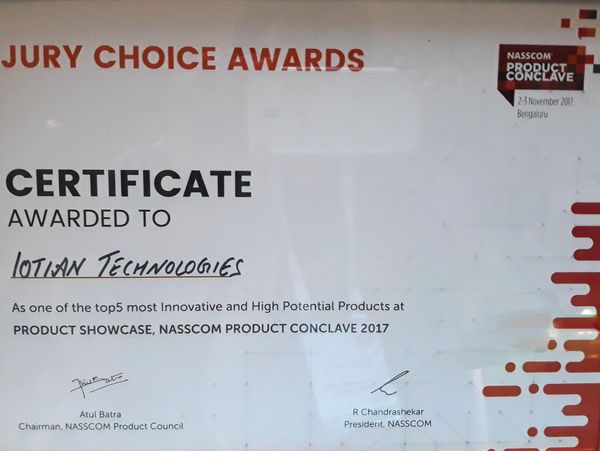 JURY CHOICE AWARDS
NASSCOM
PRODUCT
CONCLAVE
2-3 November 2017
Bengaluru
CERTIFICATE
AWARDED TO
IOTIAN TECHNOLOGIES
As one of the top5 most Innovative and High Potential Products at
PRODUCT SHOWCASE, NASSCOM PRODUCT CONCLAVE 2017
Atul Batra
Chairman, NASSCOM Product Council
R Chandrashekar
President, NASSCOM